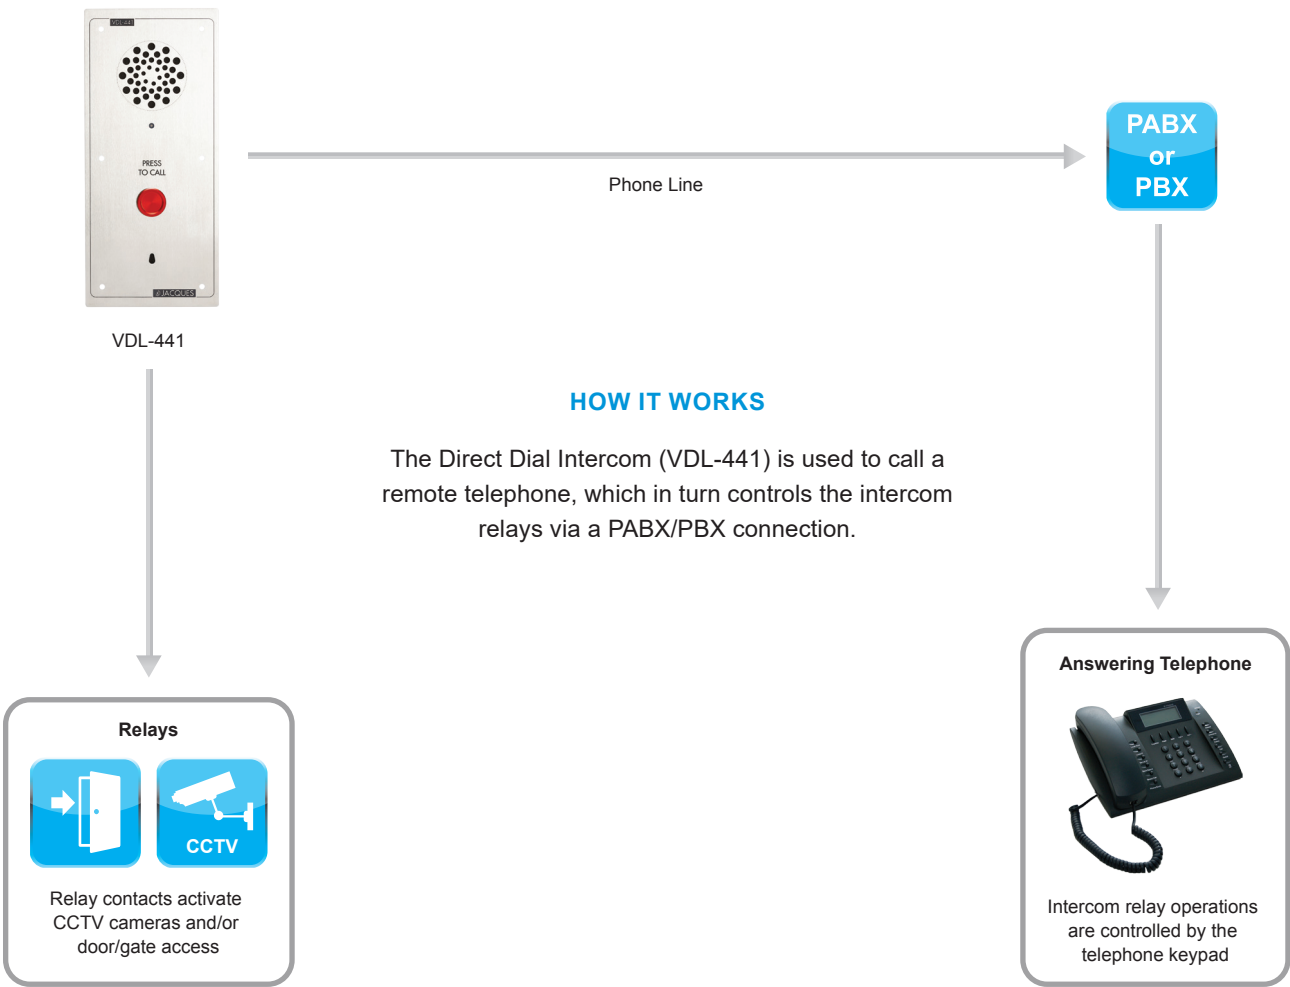 VDL-441
PRESS
TO CALL
JACQUES
VDL-441
Phone Line
PABX
or
PBX
HOW IT WORKS
The Direct Dial Intercom (VDL-441) is used to call a
remote telephone, which in turn controls the intercom
relays via a PABX/PBX connection.
Relays
CCTV
Relay contacts activate
CCTV cameras and/or
door/gate access
Answering Telephone
Intercom relay operations
are controlled by the
telephone keypad